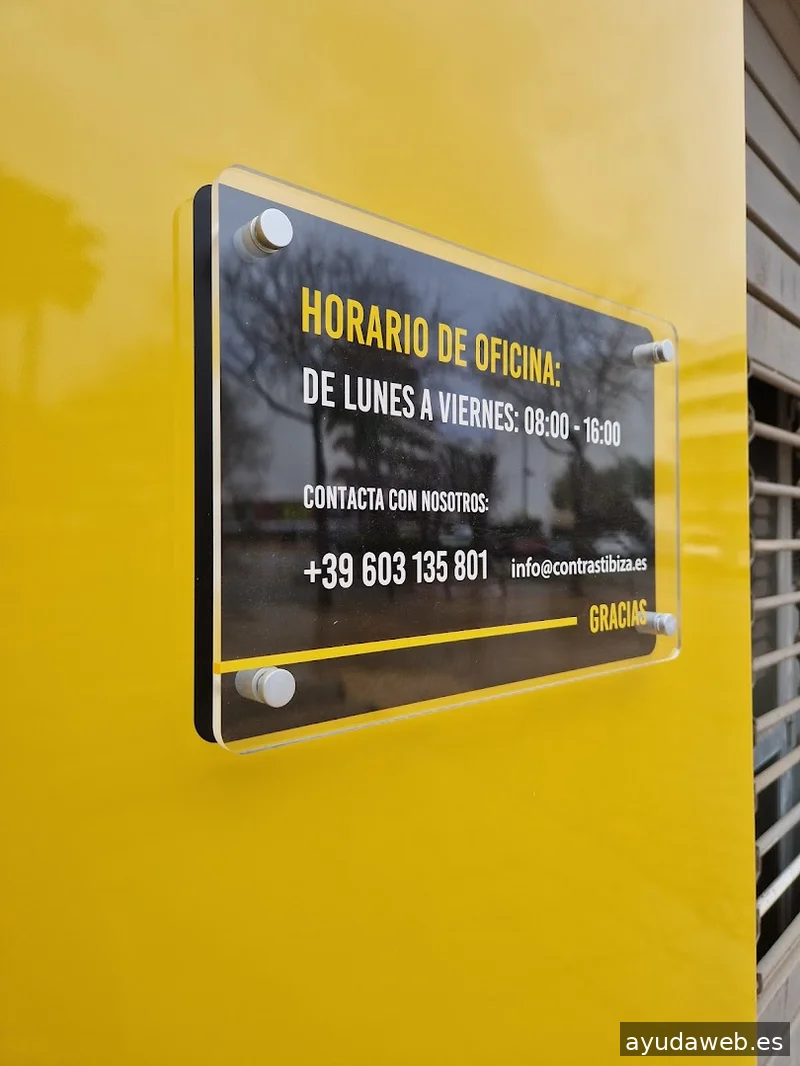 HORARIO DE OFICINA:
DE LUNES A VIERNES: 08:00 - 16:00
CONTACTA CON NOSOTROS:
+39 603 135 801 info@contrastibiza.es
GRACIAS
ayudaweb.es